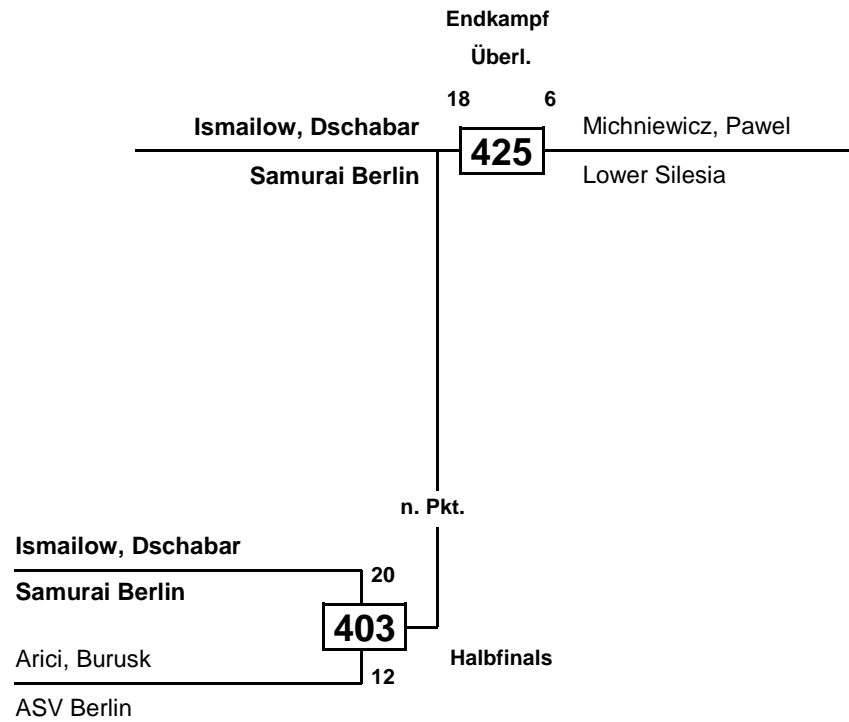 Endkampf
Überl.
18 6
Ismailow, Dschabar
Samurai Berlin
425
Michniewicz, Pawel
Lower Silesia
n. Pkt.
Ismailow, Dschabar
Samurai Berlin
20
403
Arici, Burusk
ASV Berlin
12
Halbfinals